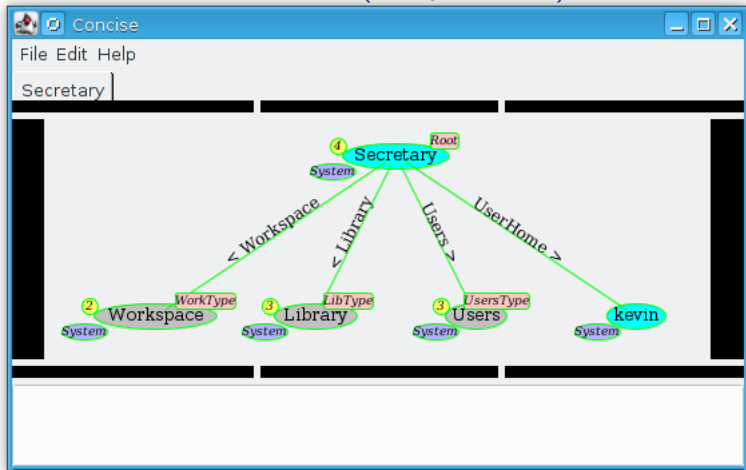 Concise
File Edit Help
Secretary
4 Root
Secretary
System
< Workspace
< Library
Users >
UserHome >
2 WorkType 3 LibType 3 UsersType
Workspace Library Users kevin
System System System System